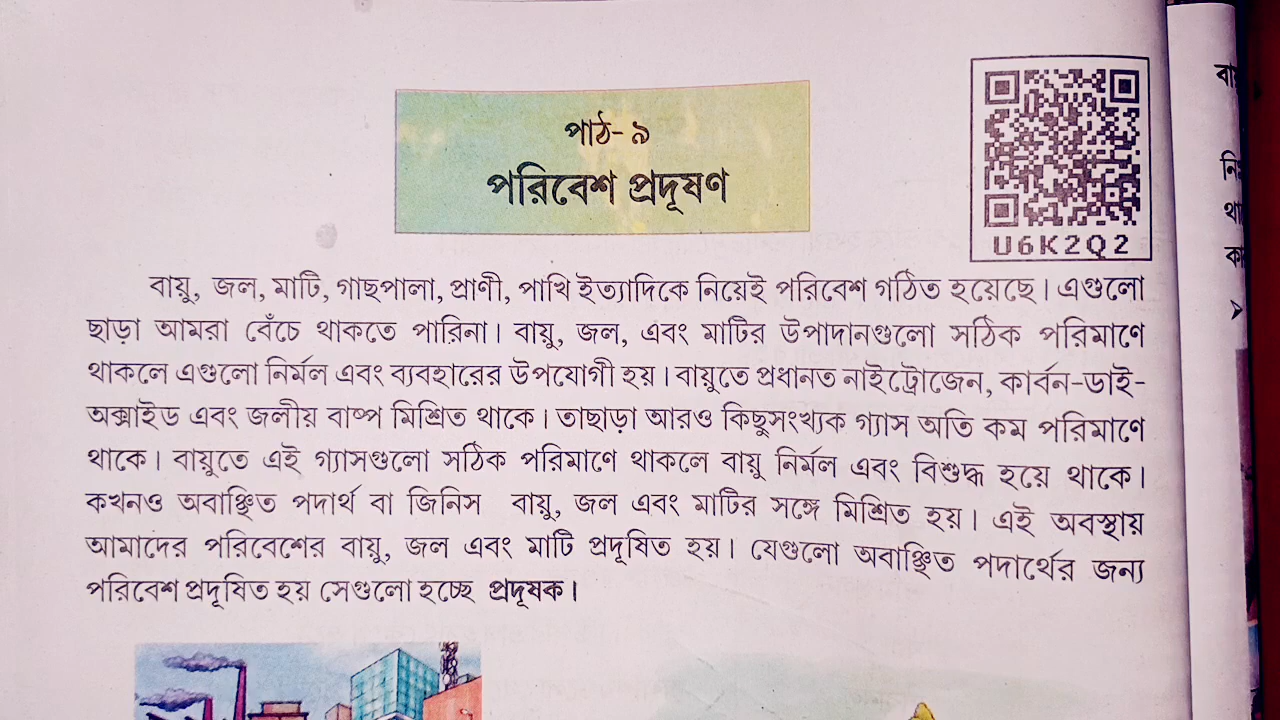 পাঠ- ৯
পরিবেশ প্রদূষণ
U6K2Q2
বায়ু, জল, মাটি, গাছপালা, প্রাণী, পাখি ইত্যাদিকে নিয়েই পরিবেশ গঠিত হয়েছে। এগুলো
ছাড়া আমরা বেঁচে থাকতে পারিনা। বায়ু, জল, এবং মাটির উপাদানগুলো সঠিক পরিমাণে
থাকলে এগুলো নির্মল এবং ব্যবহারের উপযোগী হয়। বায়ুতে প্রধানত নাইট্রোজেন, কার্বন-ডাই-
অক্সাইড এবং জলীয় বাষ্প মিশ্রিত থাকে। তাছাড়া আরও কিছুসংখ্যক গ্যাস অতি কম পরিমাণে
থাকে। বায়ুতে এই গ্যাসগুলো সঠিক পরিমাণে থাকলে বায়ু নির্মল এবং বিশুদ্ধ হয়ে থাকে।
কখনও অবাঞ্ছিত পদার্থ বা জিনিস বায়ু, জল এবং মাটির সঙ্গে মিশ্রিত হয়। এই অবস্থায়
আমাদের পরিবেশের বায়ু, জল এবং মাটি প্রদূষিত হয়। যেগুলো অবাঞ্ছিত পদার্থের জন্য
পরিবেশ প্রদূষিত হয় সেগুলো হচ্ছে প্রদূষক।